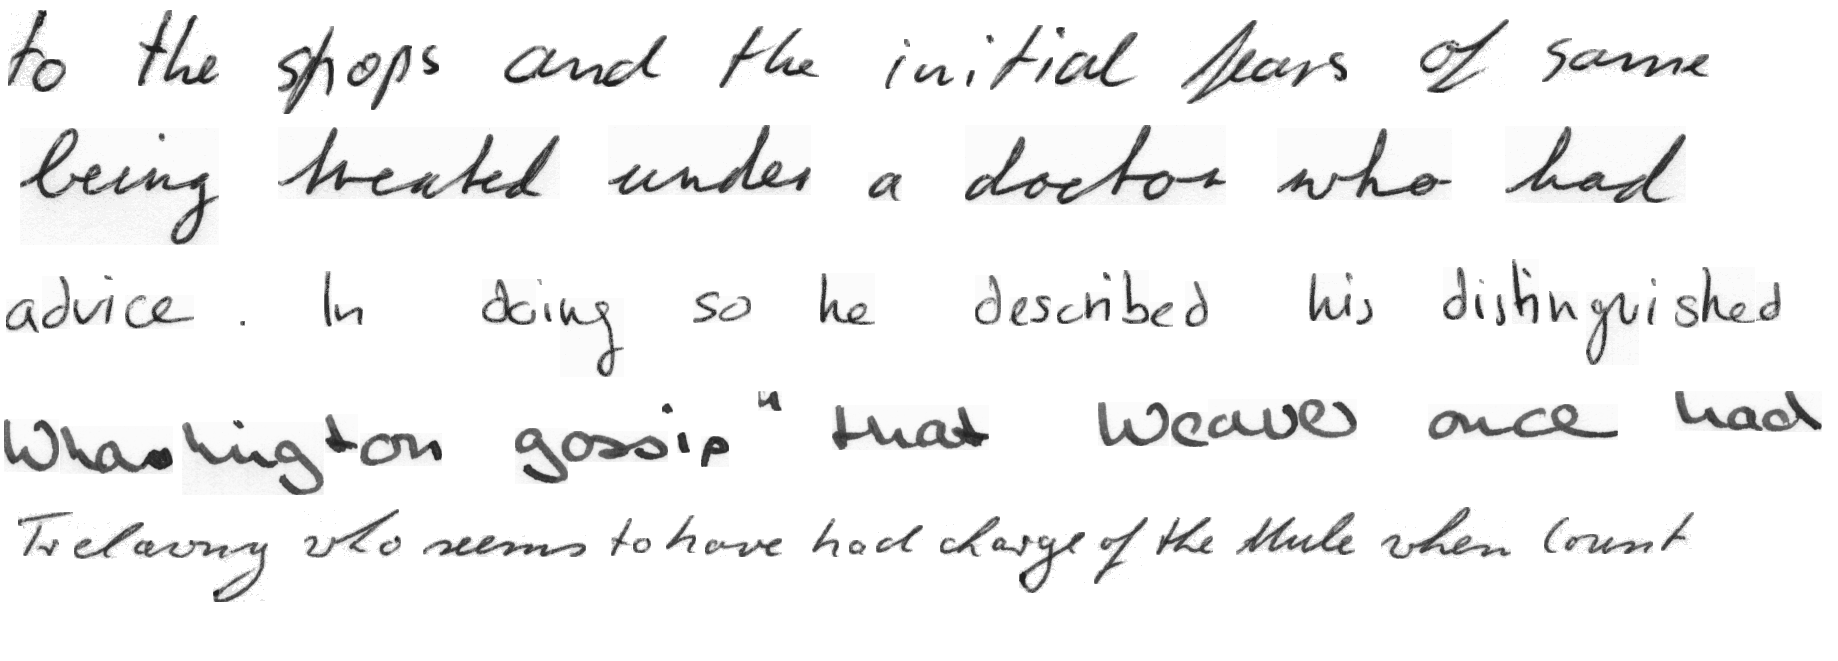 to the shops and the initial fears of some
being treated under a doctor who had
advice. In doing so he described his distinguished
Whashington gossip" that Weaver once had
Trelawny who seems to have had charge of the Mule when Count